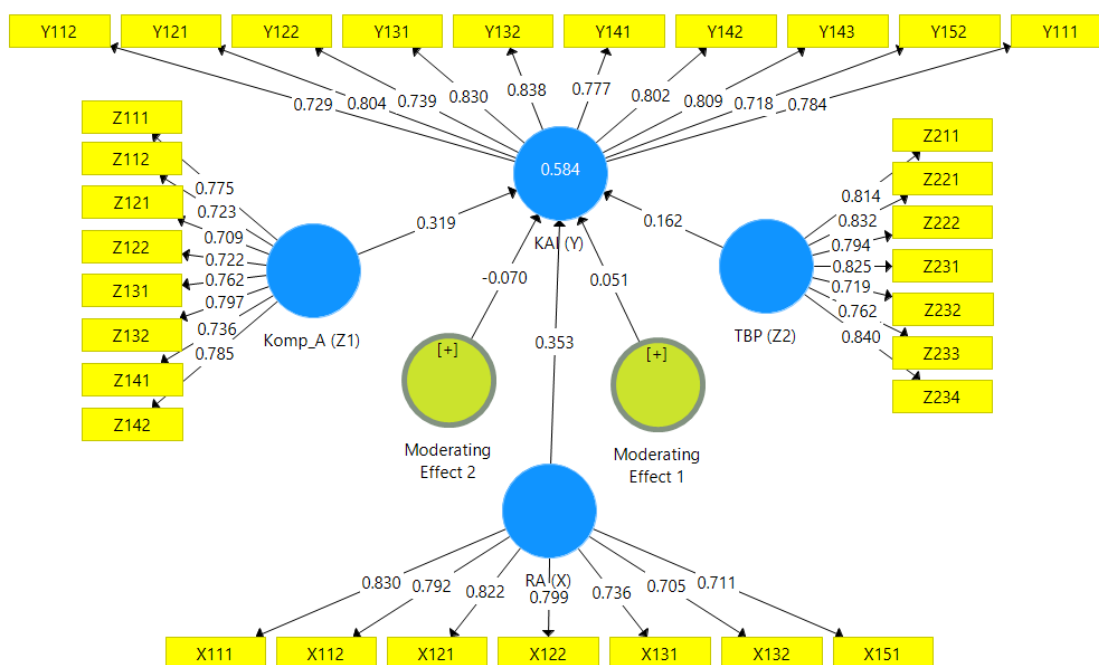 Y112 Y121 Y122 Y131 Y132 Y141 Y142 Y143 Y152 Y111
0.729 0.804 0.739 0.830 0.838 0.777 0.802 0.809 0.718 0.784
Z111
Z112
Z121
Z122
Z131
Z132
Z141
Z142
0.775
0.723
0.709
0.722
0.762
0.797
0.736
0.785
Komp_A (Z1)
0.319
0.584
KAI (Y)
0.162
-0.070
0.353
0.051
TBP (Z2)
0.814
0.832
0.794
0.825
0.719
0.762
0.840
Z211
Z221
Z222
Z231
Z232
Z233
Z234
[+]
Moderating
Effect 2
[+]
Moderating
Effect 1
RA (X)
0.830 0.792 0.822 0.799 0.736 0.705 0.711
X111 X112 X121 X122 X131 X132 X151